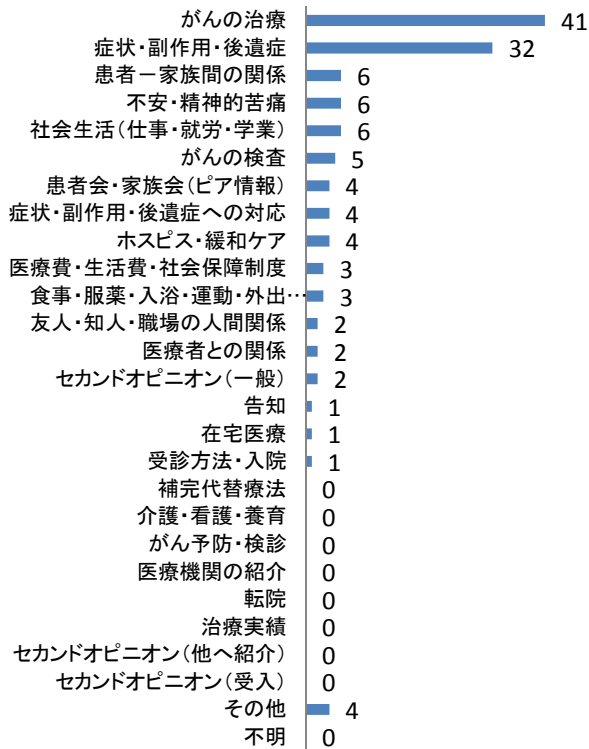 がんの治療 41
症状・副作用・後遺症 32
患者－家族間の関係 6
不安・精神的苦痛 6
社会生活(仕事・就労・学業) 6
がんの検査 5
患者会・家族会(ピア情報) 4
症状・副作用・後遺症への対応 4
ホスピス・緩和ケア 4
医療費・生活費・社会保障制度 3
食事・服薬・入浴・運動・外出… 3
友人・知人・職場の人間関係 2
医療者との関係 2
セカンドオピニオン(一般) 2
告知 1
在宅医療 1
受診方法・入院 1
補完代替療法 0
介護・看護・養育 0
がん予防・検診 0
医療機関の紹介 0
転院 0
治療実績 0
セカンドオピニオン(他へ紹介) 0
セカンドオピニオン(受入) 0
その他 4
不明 0